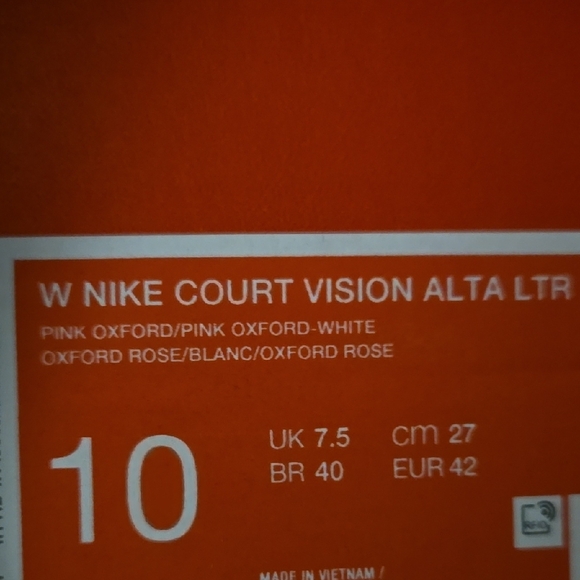 W NIKE COURT VISION ALTA LTR
PINK OXFORD/PINK OXFORD-WHITE
OXFORD ROSE/BLANC/OXFORD ROSE
10
UK 7.5 cm 27
BR 40 EUR 42
RFID
MADE IN VIETNAM /